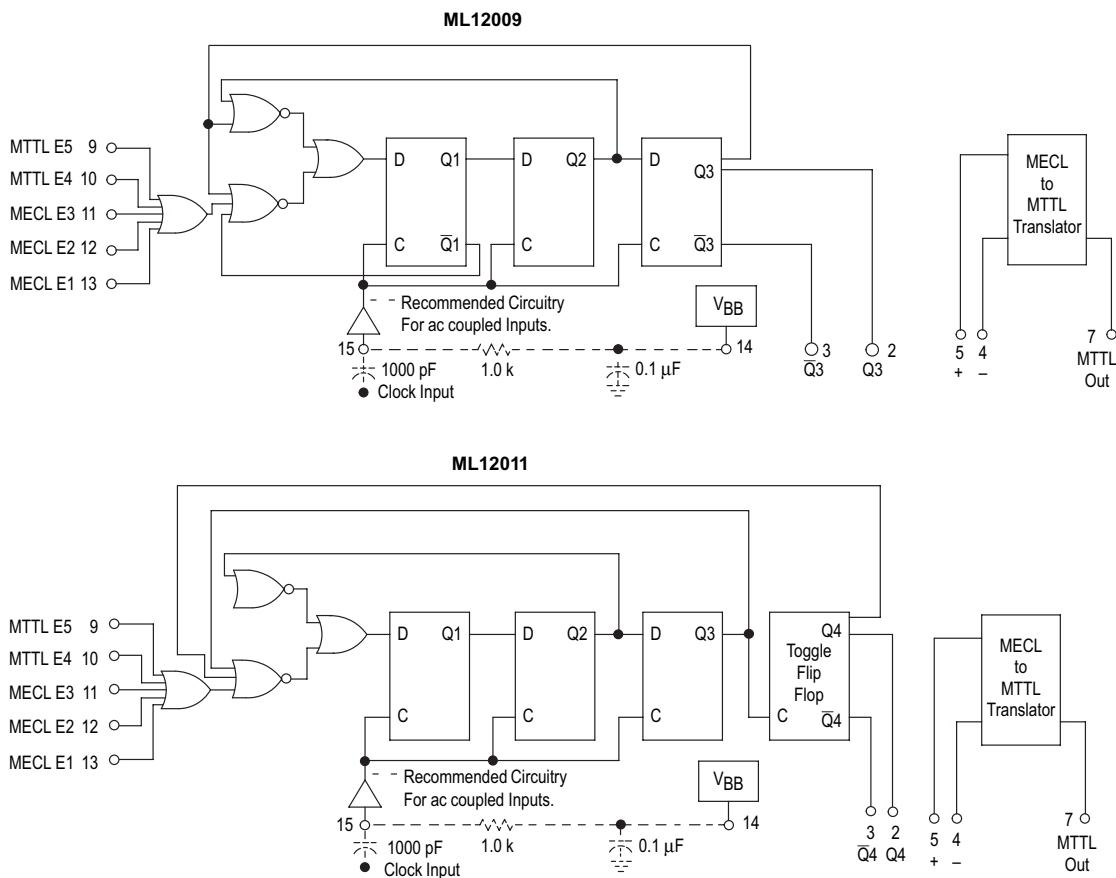 ML12009
MTTL E5 9
MTTL E4 10
MECL E3 11
MECL E2 12
MECL E1 13
D Q1
C Q̅1
D Q2
C
D Q3
C Q̅3
MECL
to
MTTL
Translator
Recommended Circuitry
For ac coupled Inputs.
VBB
15
14
1000 pF
1.0 k
0.1 μF
Clock Input
3
Q̅3
2
Q3
5
+
4
–
7
MTTL
Out
ML12011
MTTL E5 9
MTTL E4 10
MECL E3 11
MECL E2 12
MECL E1 13
D Q1
C
D Q2
C
D Q3
C
Q4
Toggle
Flip
Flop
C Q̅4
MECL
to
MTTL
Translator
Recommended Circuitry
For ac coupled Inputs.
VBB
15
14
1000 pF
1.0 k
0.1 μF
Clock Input
3
Q̅4
2
Q4
5
+
4
–
7
MTTL
Out